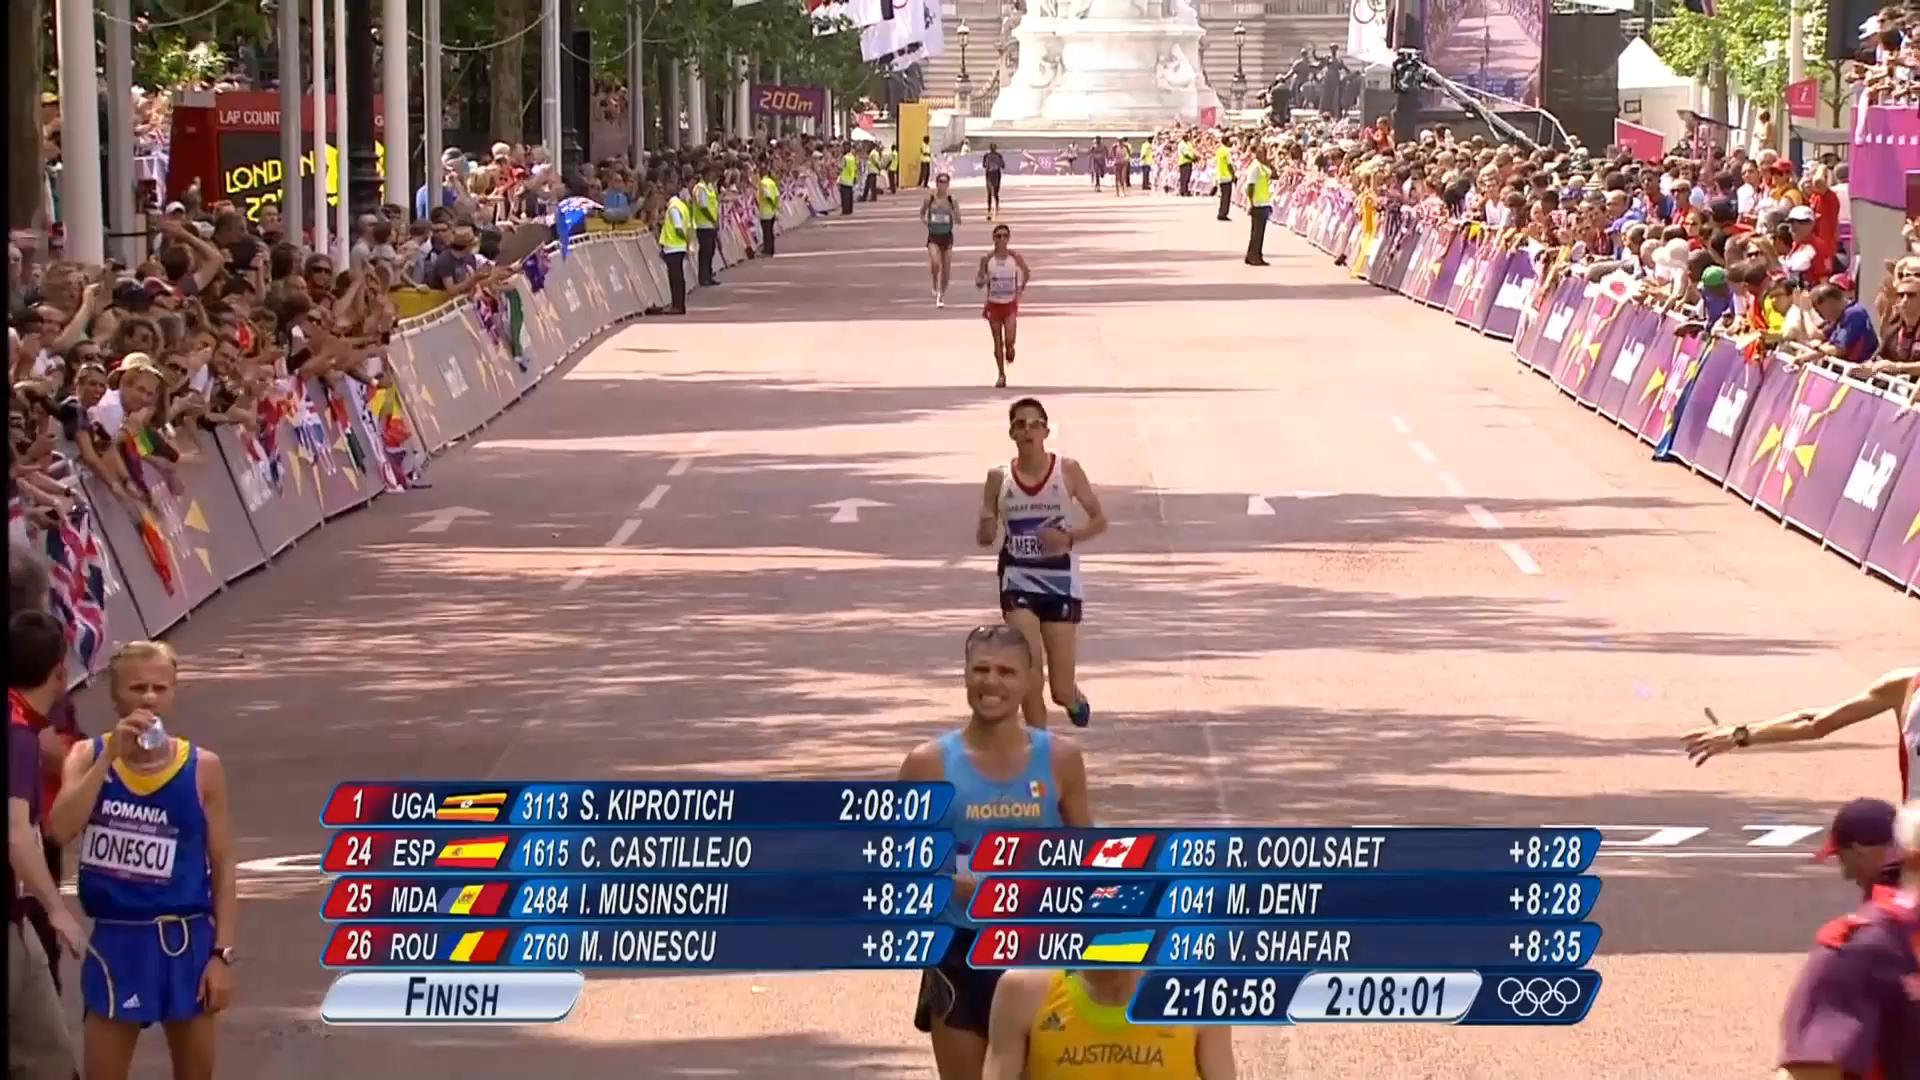 200m
LAP COUNT
LONDON
GREAT BRITAIN
ROMANIA
IONESCU
MOLDOVA
1 UGA 3113 S. KIPROTICH 2:08:01
24 ESP 1615 C. CASTILLEJO +8:16
25 MDA 2484 I. MUSINSCHI +8:24
26 ROU 2760 M. IONESCU +8:27
27 CAN 1285 R. COOLSAET +8:28
28 AUS 1041 M. DENT +8:28
29 UKR 3146 V. SHAFAR +8:35
FINISH
2:16:58 2:08:01
AUSTRALIA